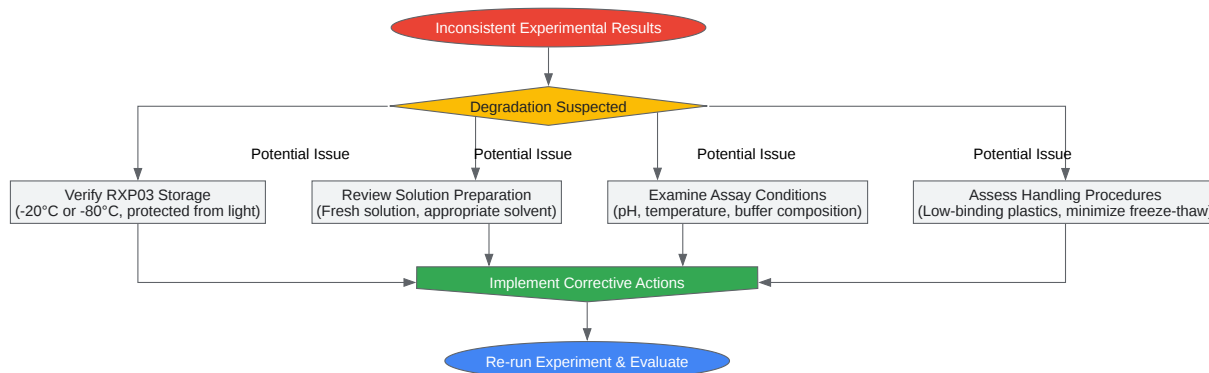 Inconsistent Experimental Results
Degradation Suspected
Potential Issue
Potential Issue
Potential Issue
Potential Issue
Verify RXP03 Storage
(-20°C or -80°C, protected from light)
Review Solution Preparation
(Fresh solution, appropriate solvent)
Examine Assay Conditions
(pH, temperature, buffer composition)
Assess Handling Procedures
(Low-binding plastics, minimize freeze-thaw)
Implement Corrective Actions
Re-run Experiment & Evaluate